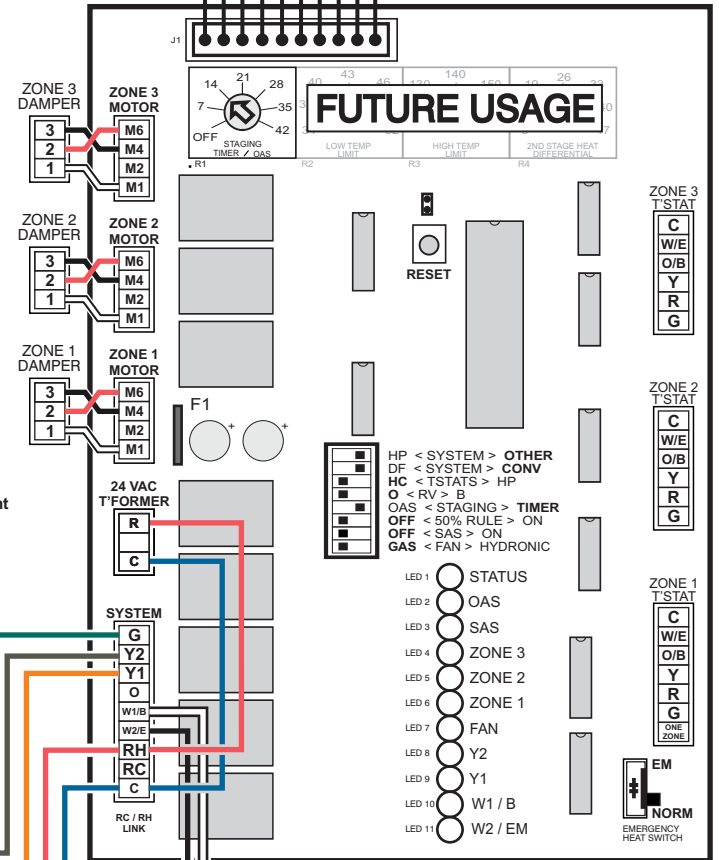 J1
7
14
21
28
35
42
OFF
STAGING
TIMER / OAS
R1
43
40
46
LOW TEMP
LIMIT
R2
140
HIGH TEMP
LIMIT
R3
26
2ND STAGE HEAT
DIFFERENTIAL
R4
FUTURE USAGE
ZONE 3
DAMPER
3
2
1
ZONE 3
MOTOR
M6
M4
M2
M1
ZONE 2
DAMPER
3
2
1
ZONE 2
MOTOR
M6
M4
M2
M1
ZONE 1
DAMPER
3
2
1
ZONE 1
MOTOR
M6
M4
M2
M1
F1
+
+
RESET
nt
24 VAC
T'FORMER
R
C
SYSTEM
G
Y2
Y1
O
W1/B
W2/E
RH
RC
C
RC / RH
LINK
HP < SYSTEM > OTHER
DF < SYSTEM > CONV
HC < TSTATS > HP
O < RV > B
OAS < STAGING > TIMER
OFF < 50% RULE > ON
OFF < SAS > ON
GAS < FAN > HYDRONIC
LED 1 STATUS
LED 2 OAS
LED 3 SAS
LED 4 ZONE 3
LED 5 ZONE 2
LED 6 ZONE 1
LED 7 FAN
LED 8 Y2
LED 9 Y1
LED 10 W1 / B
LED 11 W2 / EM
ZONE 3
T'STAT
C
W/E
O/B
Y
R
G
ZONE 2
T'STAT
C
W/E
O/B
Y
R
G
ZONE 1
T'STAT
C
W/E
O/B
Y
R
G
ONE
ZONE
EM
NORM
EMERGENCY
HEAT SWITCH